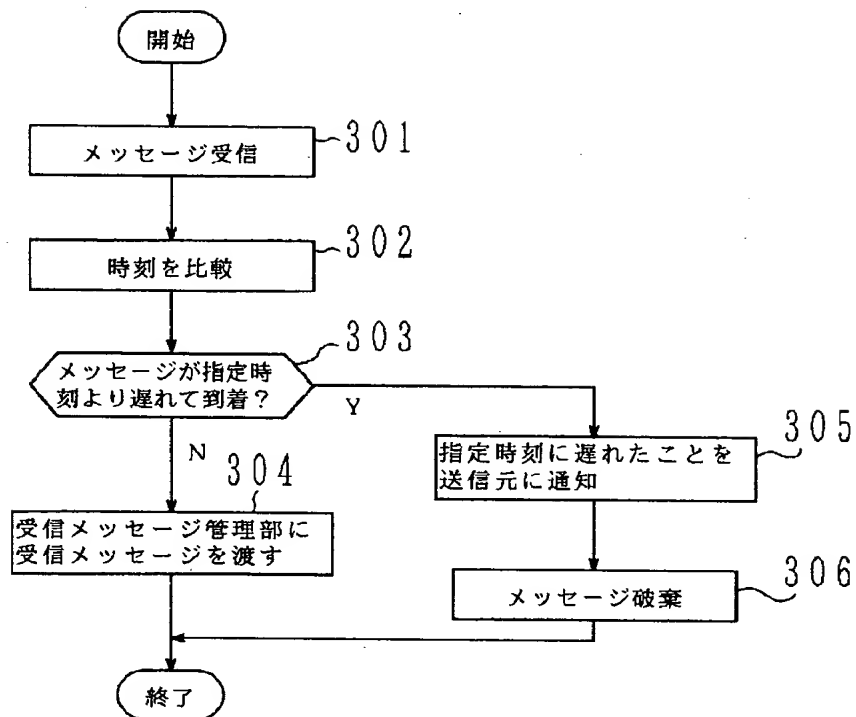 開始
メッセージ受信
301
時刻を比較
302
メッセージが指定時
刻より遅れて到着?
303
Y
N
304
受信メッセージ管理部に
受信メッセージを渡す
指定時刻に遅れたことを
送信元に通知
305
メッセージ破棄
306
終了